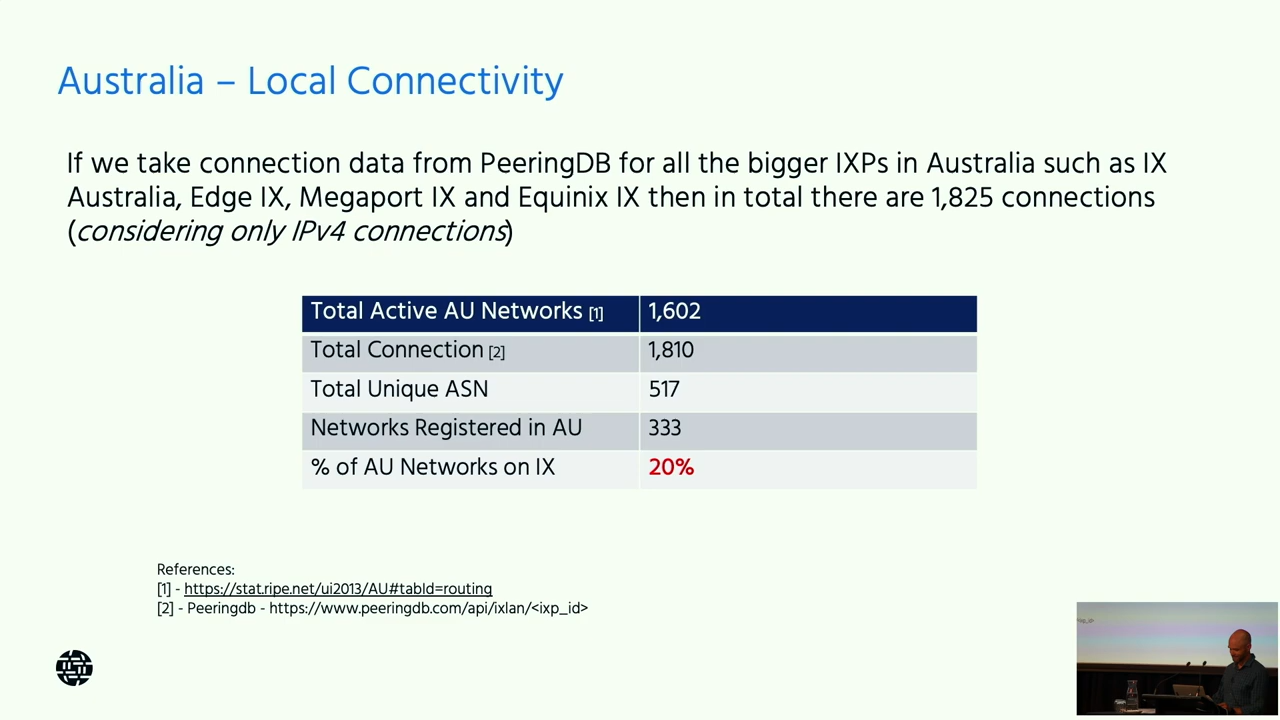 Australia – Local Connectivity
If we take connection data from PeeringDB for all the bigger IXPs in Australia such as IX
Australia, Edge IX, Megaport IX and Equinix IX then in total there are 1,825 connections
(considering only IPv4 connections)
Total Active AU Networks [1] 1,602
Total Connection [2] 1,810
Total Unique ASN 517
Networks Registered in AU 333
% of AU Networks on IX 20%
References:
[1] - https://stat.ripe.net/ui2013/AU#tabId=routing
[2] - Peeringdb - https://www.peeringdb.com/api/ixlan/<ixp_id>